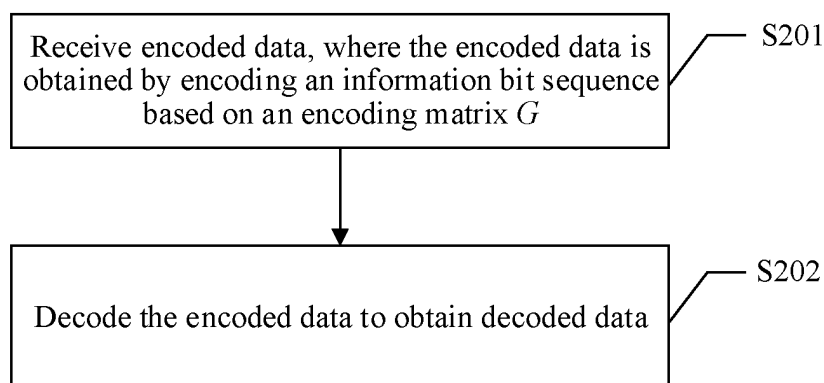 Receive encoded data, where the encoded data is
obtained by encoding an information bit sequence
based on an encoding matrix G
S201
Decode the encoded data to obtain decoded data
S202